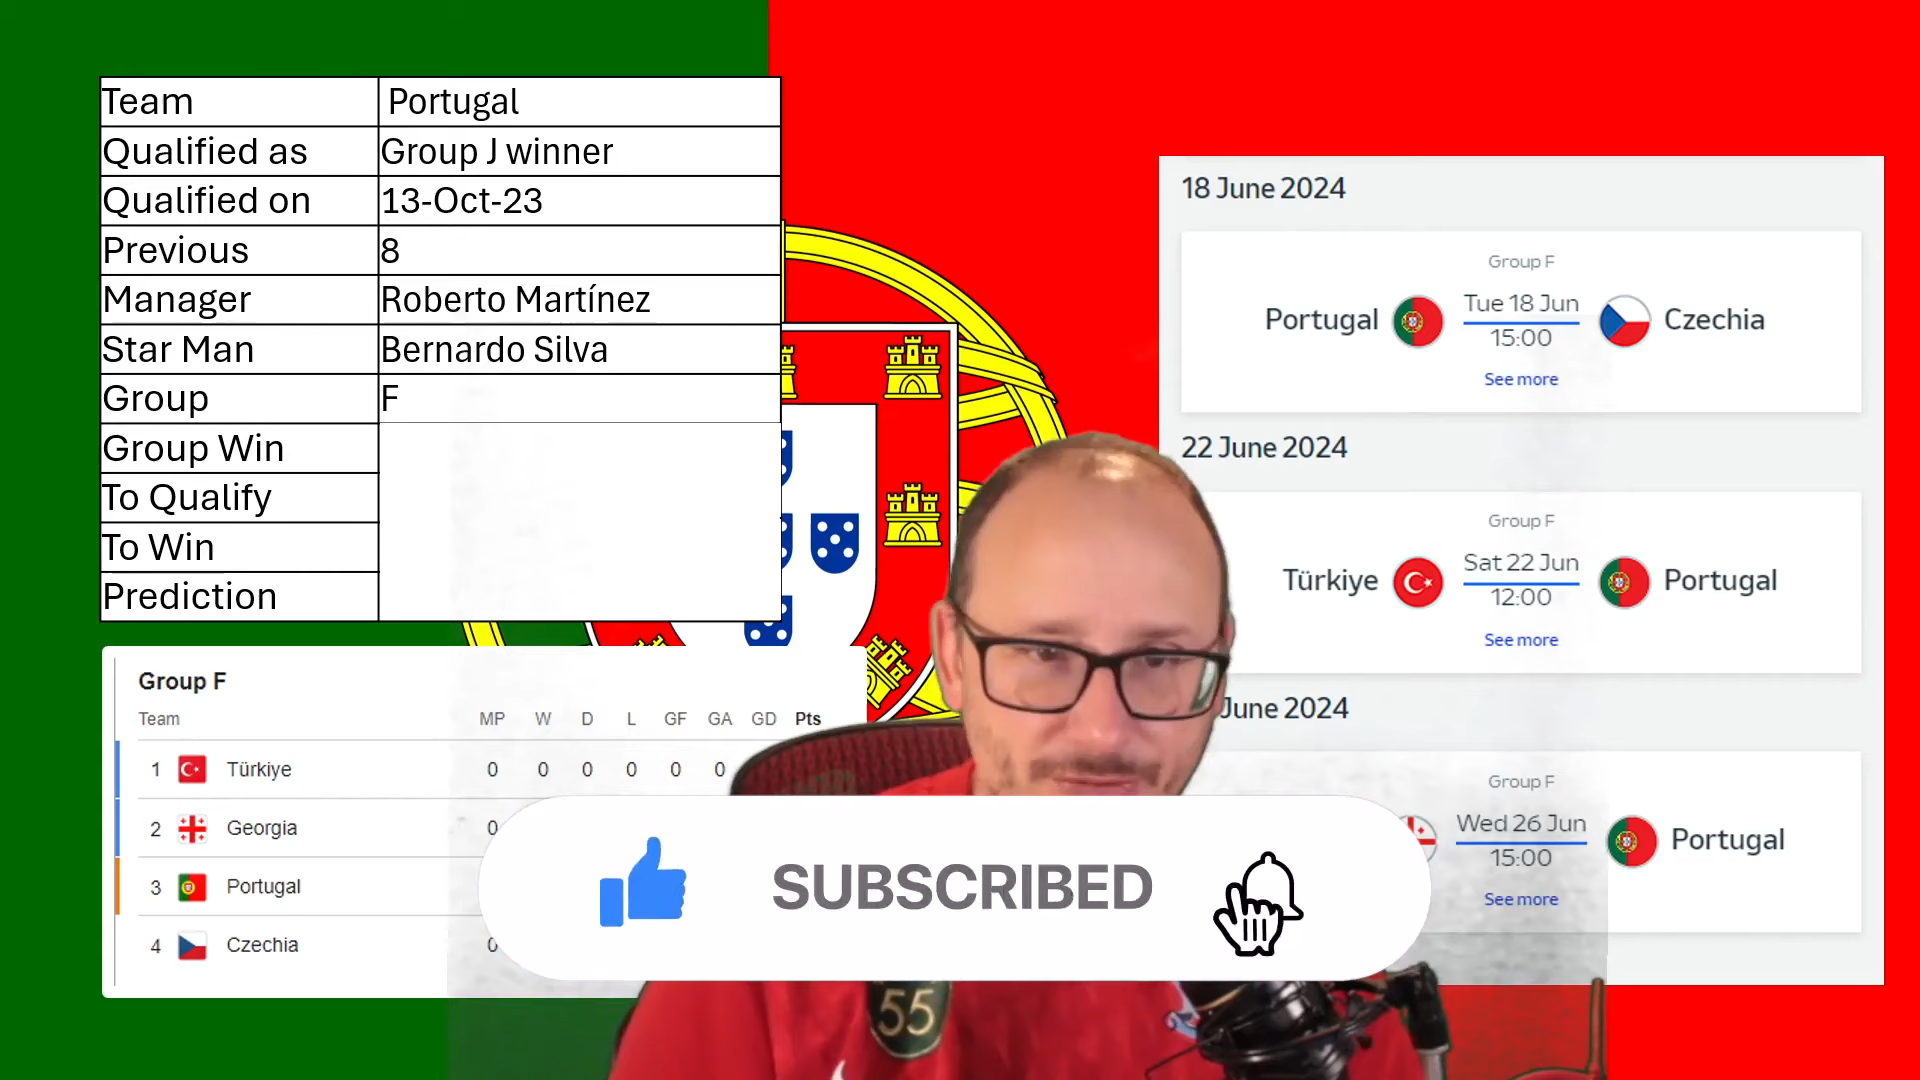 Team Portugal
Qualified as Group J winner
Qualified on 13-Oct-23
Previous 8
Manager Roberto Martínez
Star Man Bernardo Silva
Group F
Group Win
To Qualify
To Win
Prediction
Group F
Team MP W D L GF GA GD Pts
1 Türkiye 0 0 0 0 0 0
2 Georgia 0
3 Portugal
4 Czechia 0
18 June 2024
Group F
Portugal Tue 18 Jun Czechia
15:00
See more
22 June 2024
Group F
Türkiye Sat 22 Jun Portugal
12:00
See more
June 2024
Group F
Wed 26 Jun Portugal
15:00
See more
SUBSCRIBED
55